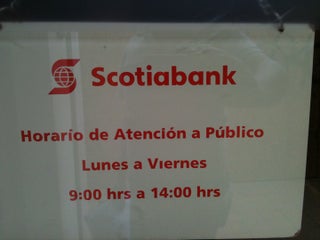 Scotiabank
Horario de Atención a Público
Lunes a Viernes
9:00 hrs a 14:00 hrs